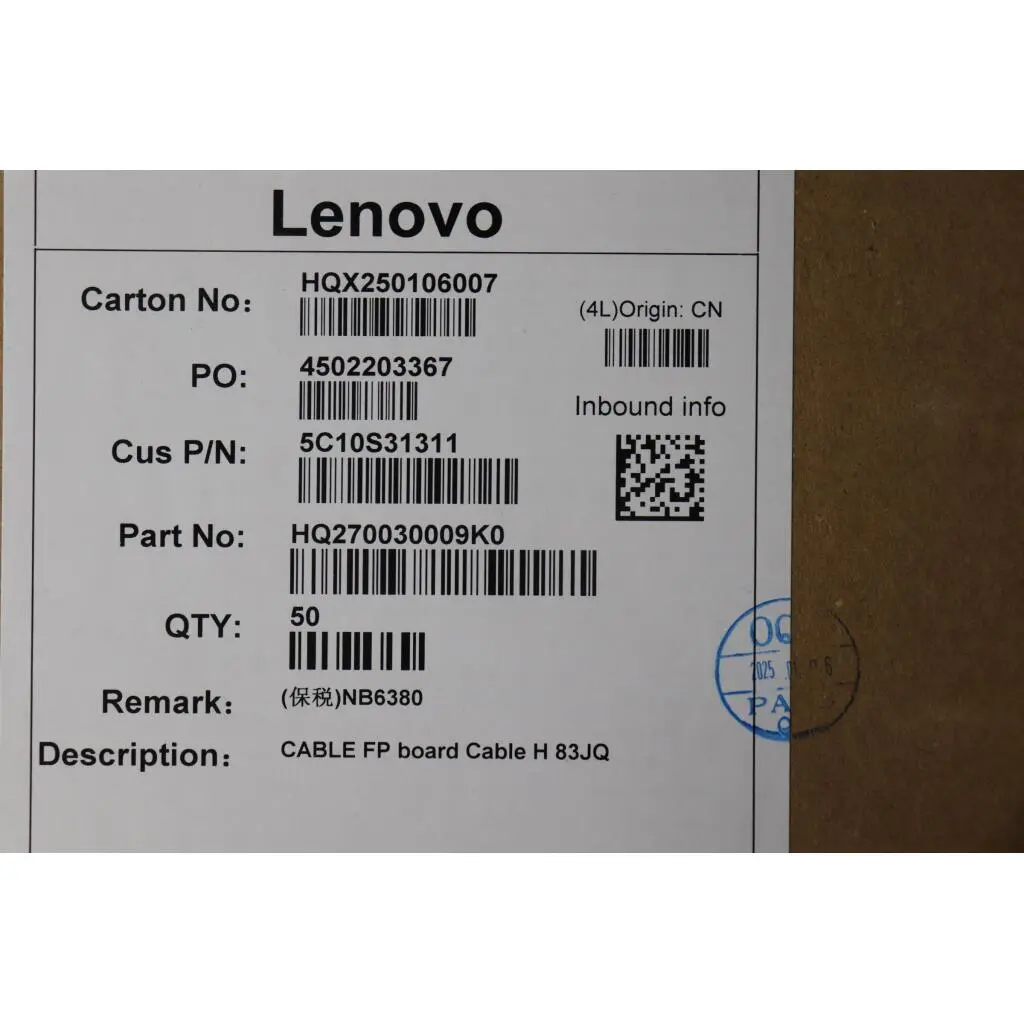 Lenovo
Carton No: HQX250106007
(4L)Origin: CN
PO: 4502203367
Inbound info
Cus P/N: 5C10S31311
Part No: HQ270030009K0
QTY: 50
Remark: (保税)NB6380
Description: CABLE FP board Cable H 83JQ